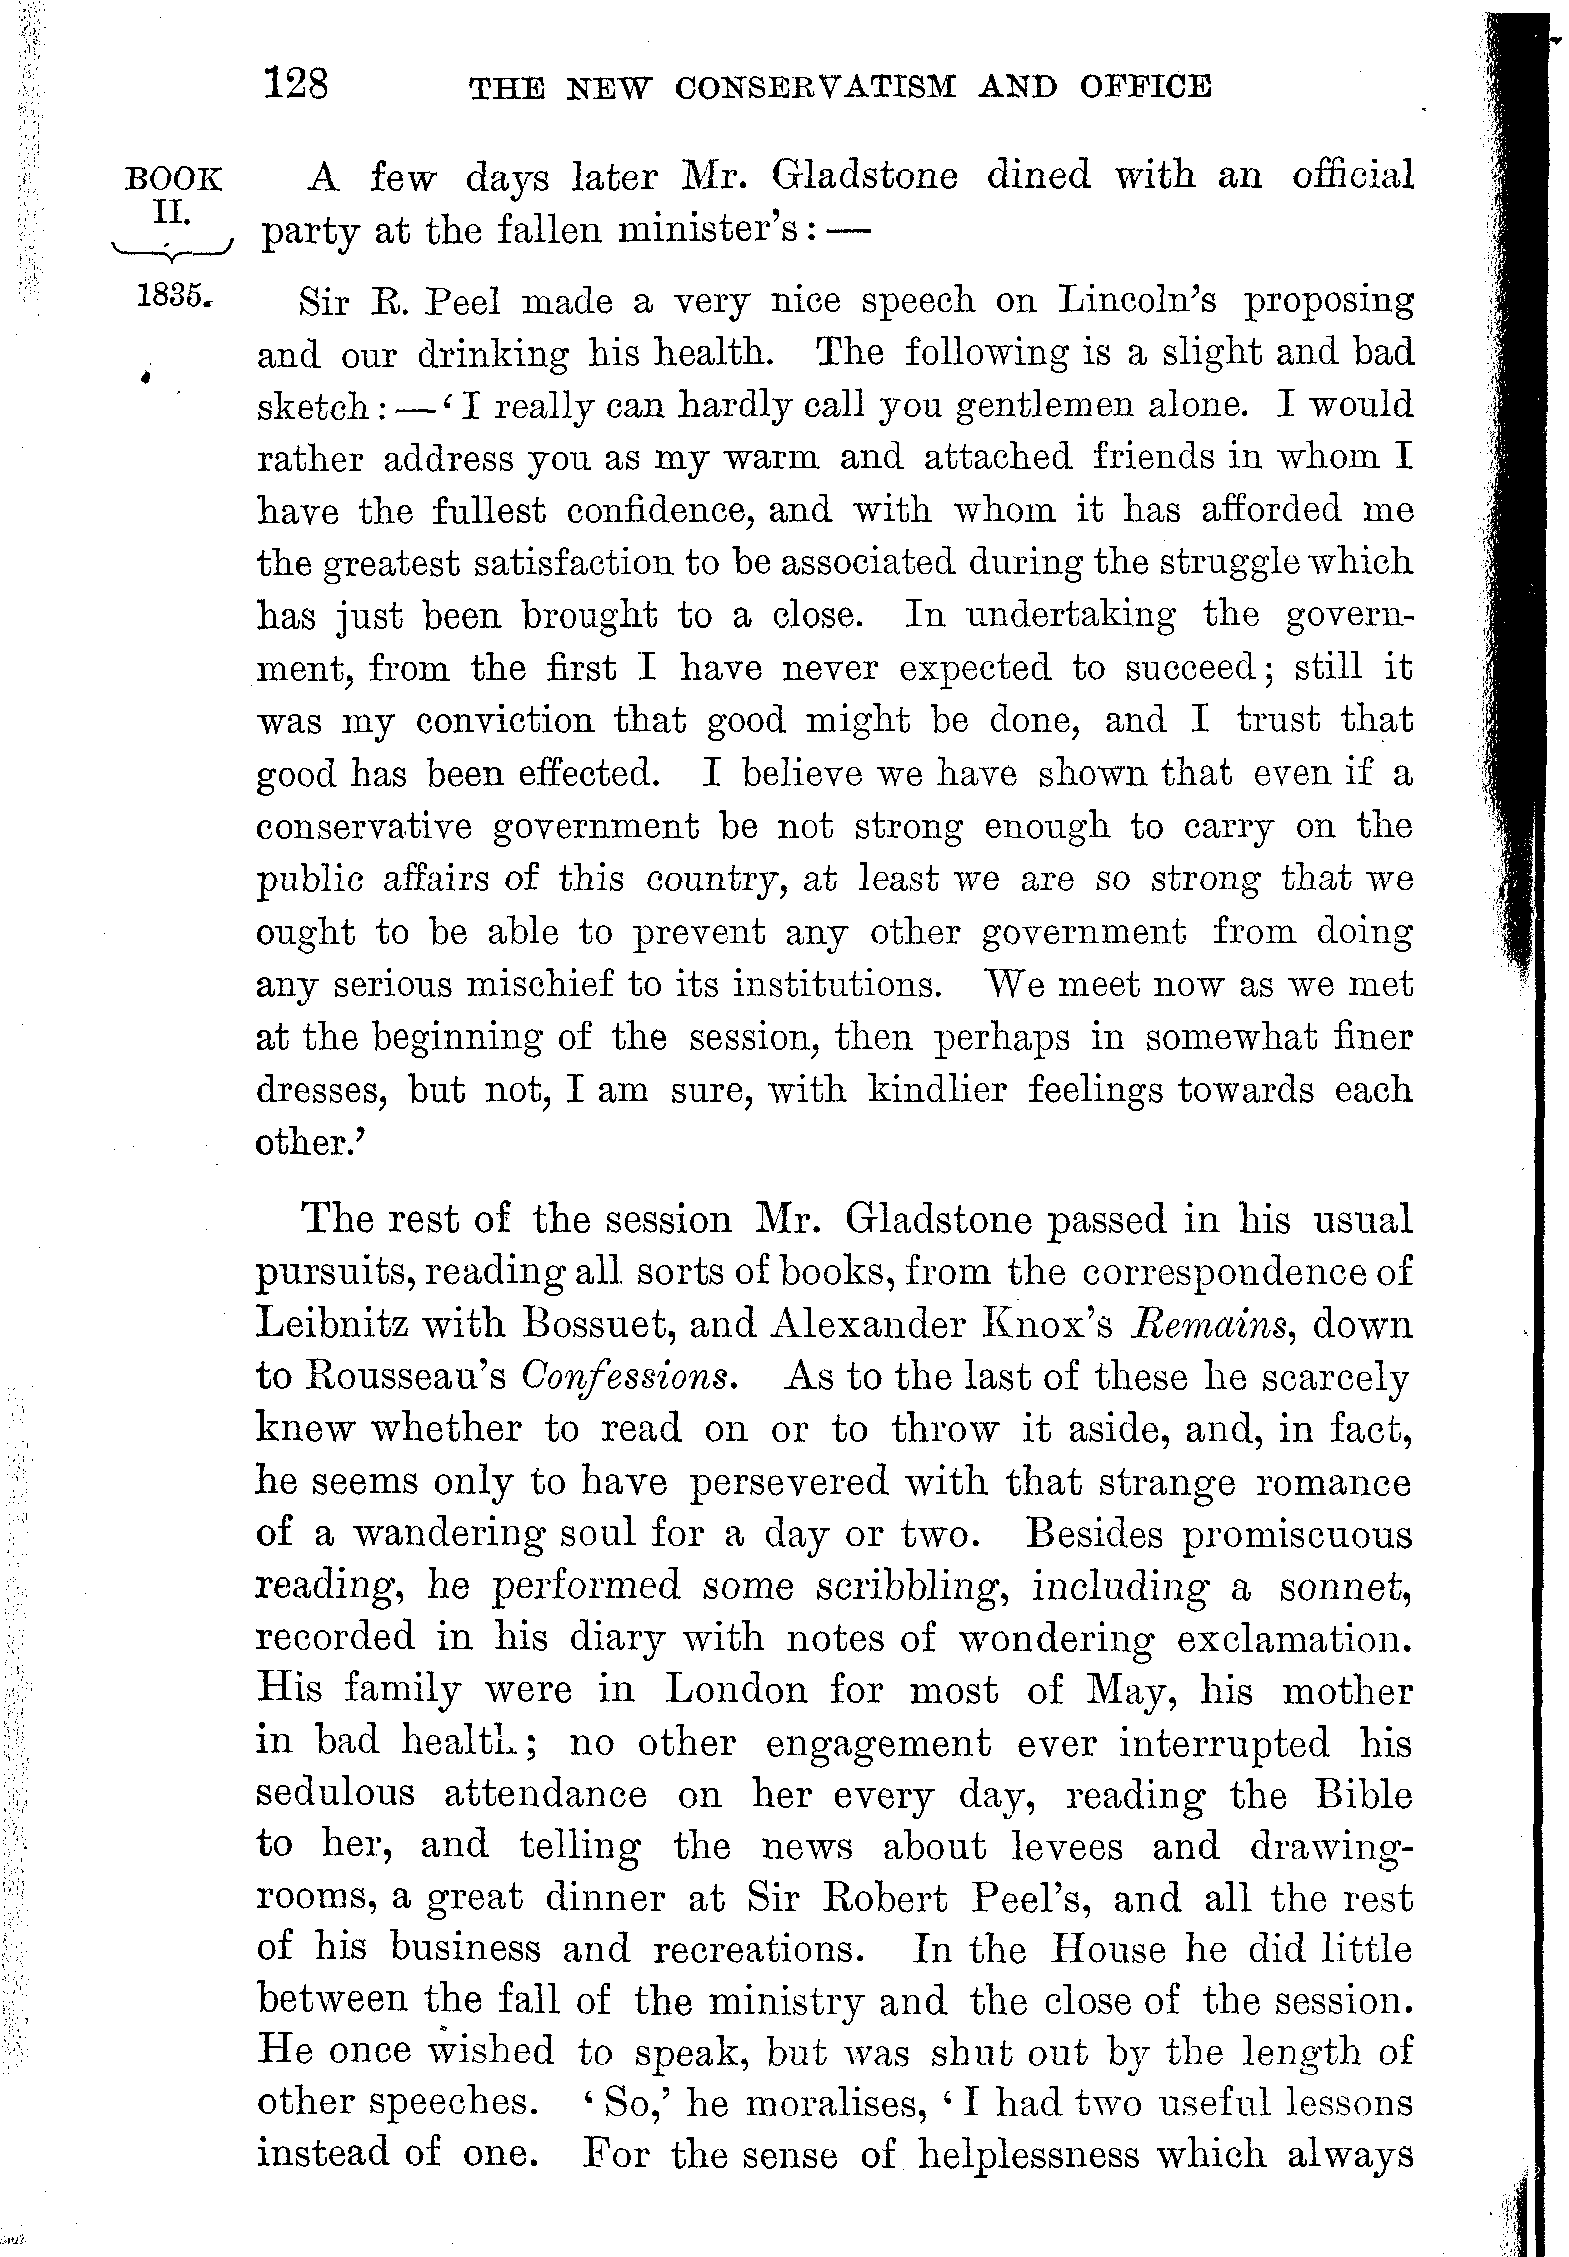 128 THE NEW CONSERVATISM AND OFFICE
BOOK
II.
1835.
A few days later Mr. Gladstone dined with an official
party at the fallen minister's:—
Sir R. Peel made a very nice speech on Lincoln's proposing
and our drinking his health. The following is a slight and bad
sketch:—‘I really can hardly call you gentlemen alone. I would
rather address you as my warm and attached friends in whom I
have the fullest confidence, and with whom it has afforded me
the greatest satisfaction to be associated during the struggle which
has just been brought to a close. In undertaking the govern-
ment, from the first I have never expected to succeed; still it
was my conviction that good might be done, and I trust that
good has been effected. I believe we have shown that even if a
conservative government be not strong enough to carry on the
public affairs of this country, at least we are so strong that we
ought to be able to prevent any other government from doing
any serious mischief to its institutions. We meet now as we met
at the beginning of the session, then perhaps in somewhat finer
dresses, but not, I am sure, with kindlier feelings towards each
other.’
The rest of the session Mr. Gladstone passed in his usual
pursuits, reading all sorts of books, from the correspondence of
Leibnitz with Bossuet, and Alexander Knox's Remains, down
to Rousseau's Confessions. As to the last of these he scarcely
knew whether to read on or to throw it aside, and, in fact,
he seems only to have persevered with that strange romance
of a wandering soul for a day or two. Besides promiscuous
reading, he performed some scribbling, including a sonnet,
recorded in his diary with notes of wondering exclamation.
His family were in London for most of May, his mother
in bad health; no other engagement ever interrupted his
sedulous attendance on her every day, reading the Bible
to her, and telling the news about levees and drawing-
rooms, a great dinner at Sir Robert Peel's, and all the rest
of his business and recreations. In the House he did little
between the fall of the ministry and the close of the session.
He once wished to speak, but was shut out by the length of
other speeches. ‘So,’ he moralises, ‘I had two useful lessons
instead of one. For the sense of helplessness which always